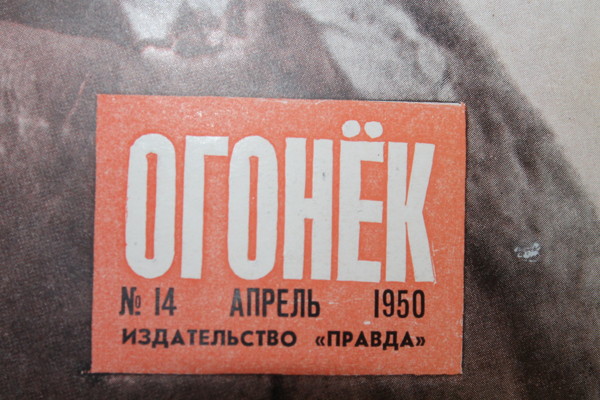 ОГОНЁК
№ 14 АПРЕЛЬ 1950
ИЗДАТЕЛЬСТВО «ПРАВДА»